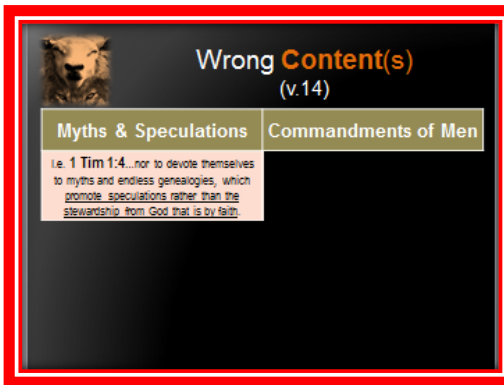 Wrong Content(s)
(v.14)
Myths & Speculations
Commandments of Men
i.e. 1 Tim 1:4...nor to devote themselves
to myths and endless genealogies, which
promote speculations rather than the
stewardship from God that is by faith.